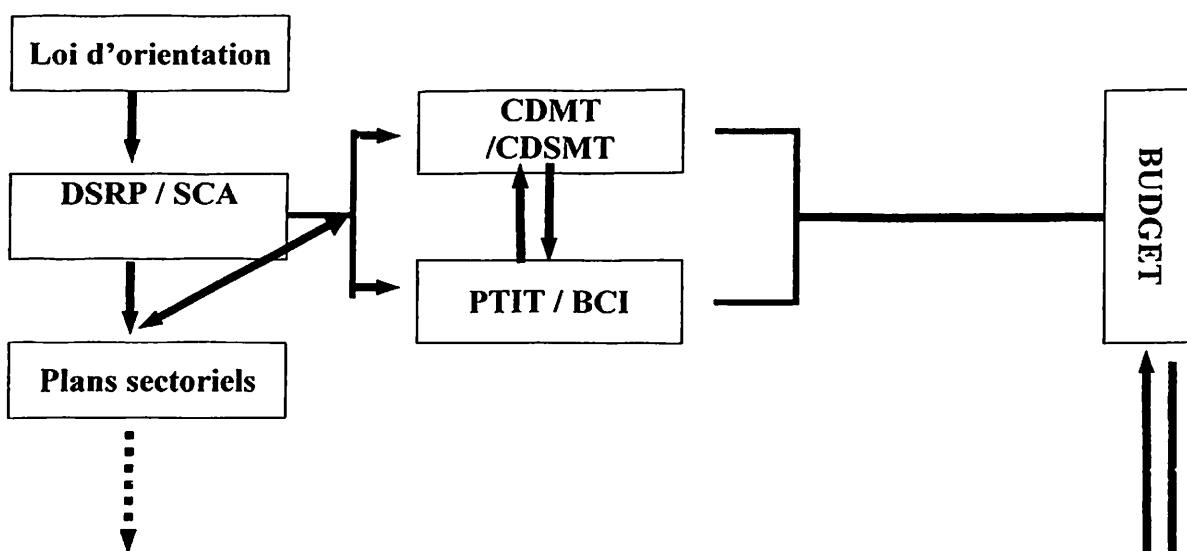 Loi d'orientation
DSRP / SCA
Plans sectoriels
CDMT
/CDSMT
PTIT / BCI
BUDGET